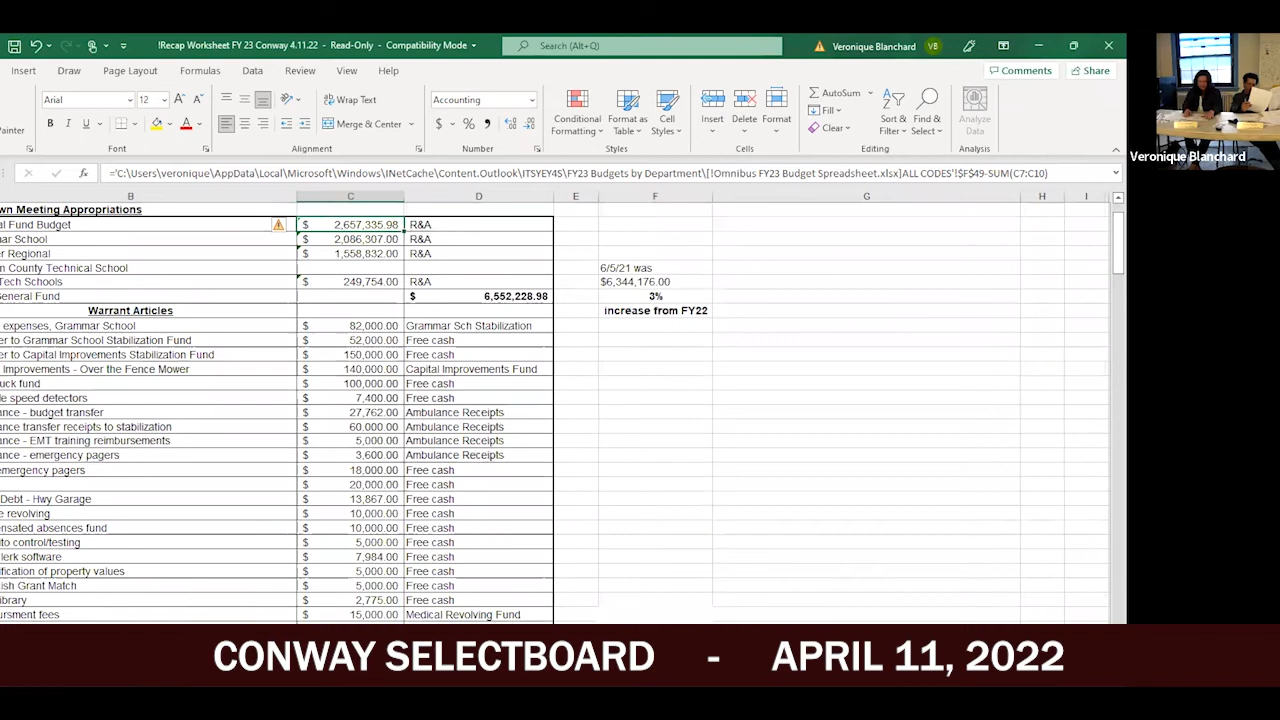 !Recap Worksheet FY 23 Conway 4.11.22 - Read-Only - Compatibility Mode
Search (Alt+Q)
Veronique Blanchard VB
Insert Draw Page Layout Formulas Data Review View Help
Comments Share
Arial 12 Wrap Text Accounting
Painter B I U Merge & Center $ %
Conditional Formatting Format as Table Cell Styles Insert Delete Format
AutoSum Fill Clear Sort & Filter Find & Select Analyze Data
Font Alignment Number Styles Cells Editing Analysis
fx ='C:\Users\veronique\AppData\Local\Microsoft\Windows\INetCache\Content.Outlook\ITSYEY4S\FY23 Budgets by Department\[!Omnibus FY23 Budget Spreadsheet.xlsx]ALL CODES'!$F$49-SUM(C7:C10)
Veronique Blanchard
B C D E F G H I
wn Meeting Appropriations
al Fund Budget $ 2,657,335.98 R&A
mar School $ 2,086,307.00 R&A
r Regional $ 1,558,832.00 R&A
n County Technical School 6/5/21 was
Tech Schools $ 249,754.00 R&A $6,344,176.00
General Fund $ 6,552,228.98 3%
Warrant Articles increase from FY22
expenses, Grammar School $ 82,000.00 Grammar Sch Stabilization
er to Grammar School Stabilization Fund $ 52,000.00 Free cash
er to Capital Improvements Stabilization Fund $ 150,000.00 Free cash
Improvements - Over the Fence Mower $ 140,000.00 Capital Improvements Fund
uck fund $ 100,000.00 Free cash
le speed detectors $ 7,400.00 Free cash
nce - budget transfer $ 27,762.00 Ambulance Receipts
ance transfer receipts to stabilization $ 60,000.00 Ambulance Receipts
ance - EMT training reimbursements $ 5,000.00 Ambulance Receipts
ance - emergency pagers $ 3,600.00 Ambulance Receipts
emergency pagers $ 18,000.00 Free cash
$ 20,000.00 Free cash
Debt - Hwy Garage $ 13,867.00 Free cash
e revolving $ 10,000.00 Free cash
ensated absences fund $ 10,000.00 Free cash
ito control/testing $ 5,000.00 Free cash
lerk software $ 7,984.00 Free cash
ification of property values $ 5,000.00 Free cash
ish Grant Match $ 5,000.00 Free cash
ibrary $ 2,775.00 Free cash
ursment fees $ 15,000.00 Medical Revolving Fund
CONWAY SELECTBOARD - APRIL 11, 2022